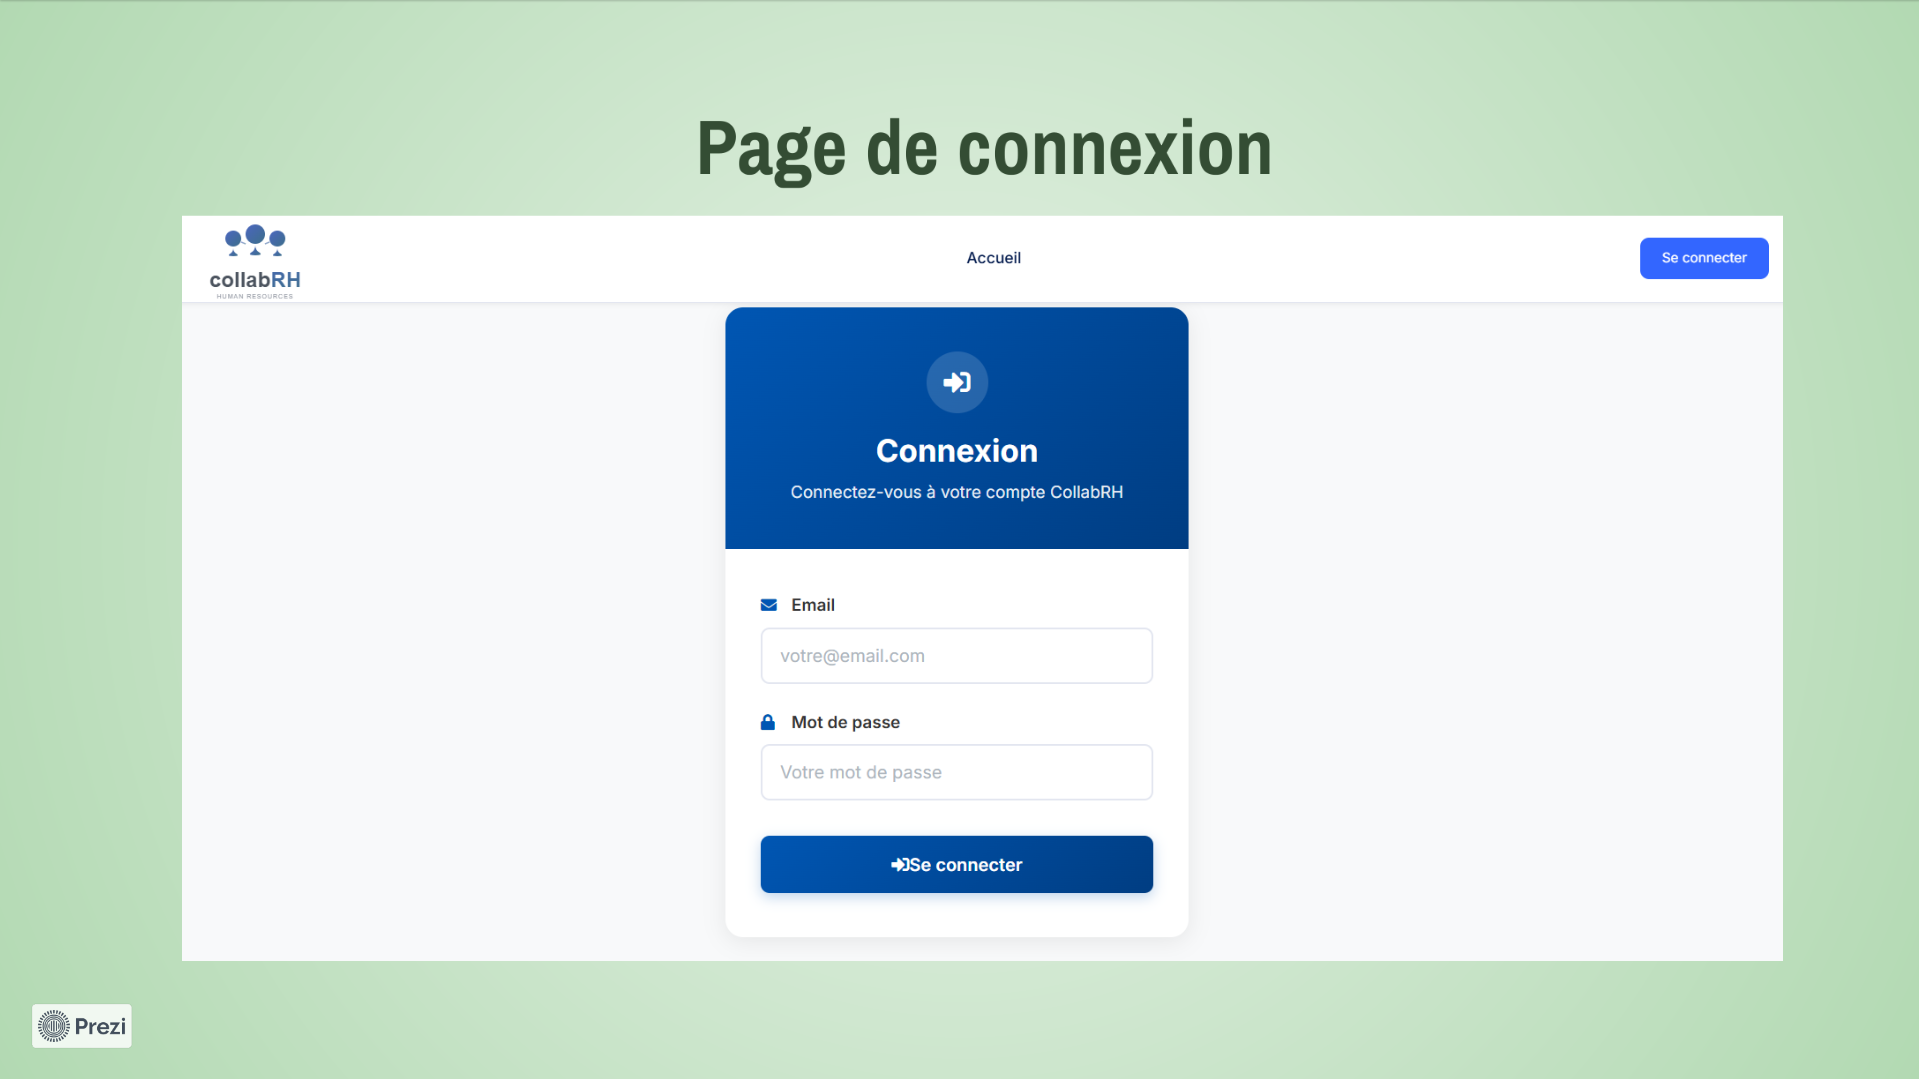 Page de connexion
collabRH
HUMAN RESOURCES
Accueil
Se connecter
Connexion
Connectez-vous à votre compte CollabRH
Email
votre@email.com
Mot de passe
Votre mot de passe
Se connecter
Prezi